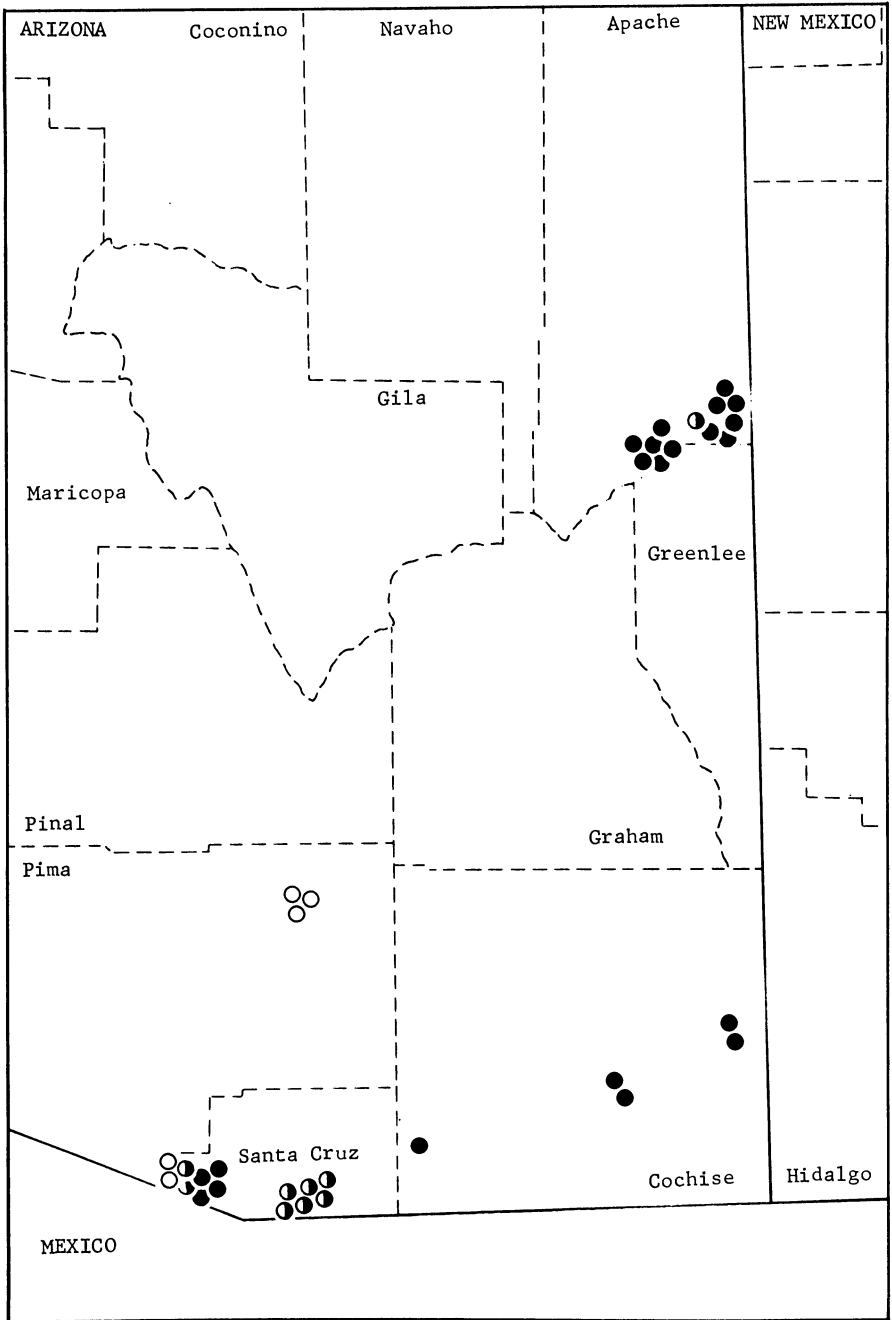 ARIZONA Coconino Navaho Apache NEW MEXICO
Gila
Maricopa
Greenlee
Pinal
Graham
Pima
Santa Cruz
Cochise Hidalgo
MEXICO